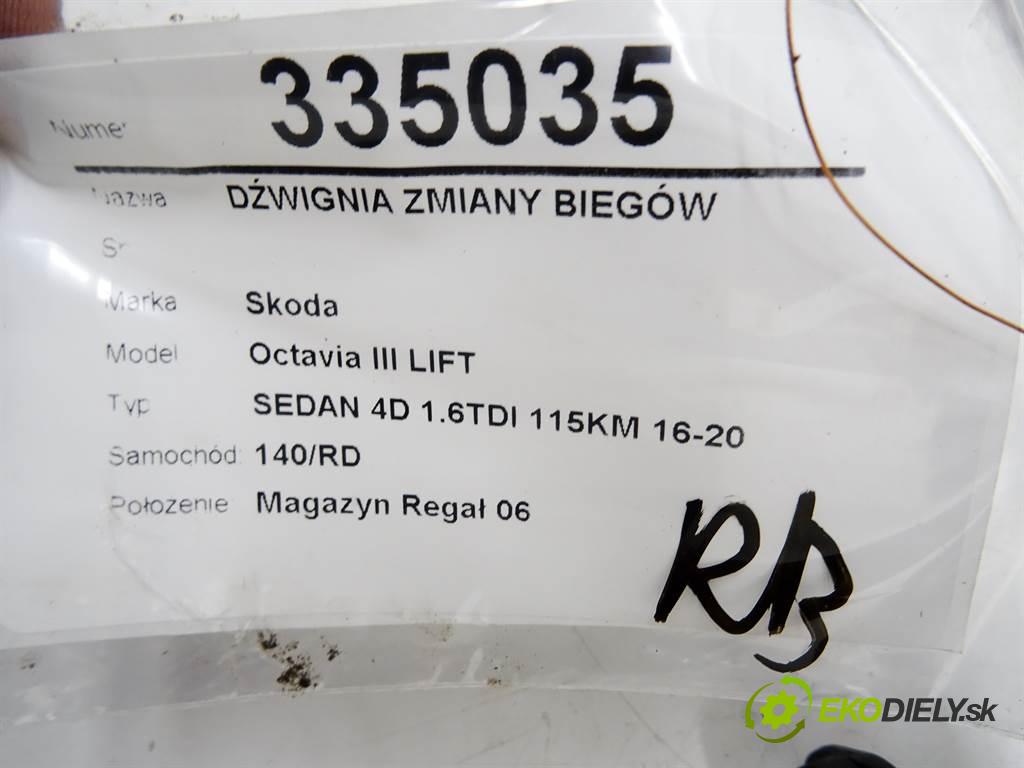 Numer 335035
Nazwa DŹWIGNIA ZMIANY BIEGÓW
Marka Skoda
Model Octavia III LIFT
Typ SEDAN 4D 1.6TDI 115KM 16-20
Samochód 140/RD
Położenie Magazyn Regał 06
EKODIELY.sk